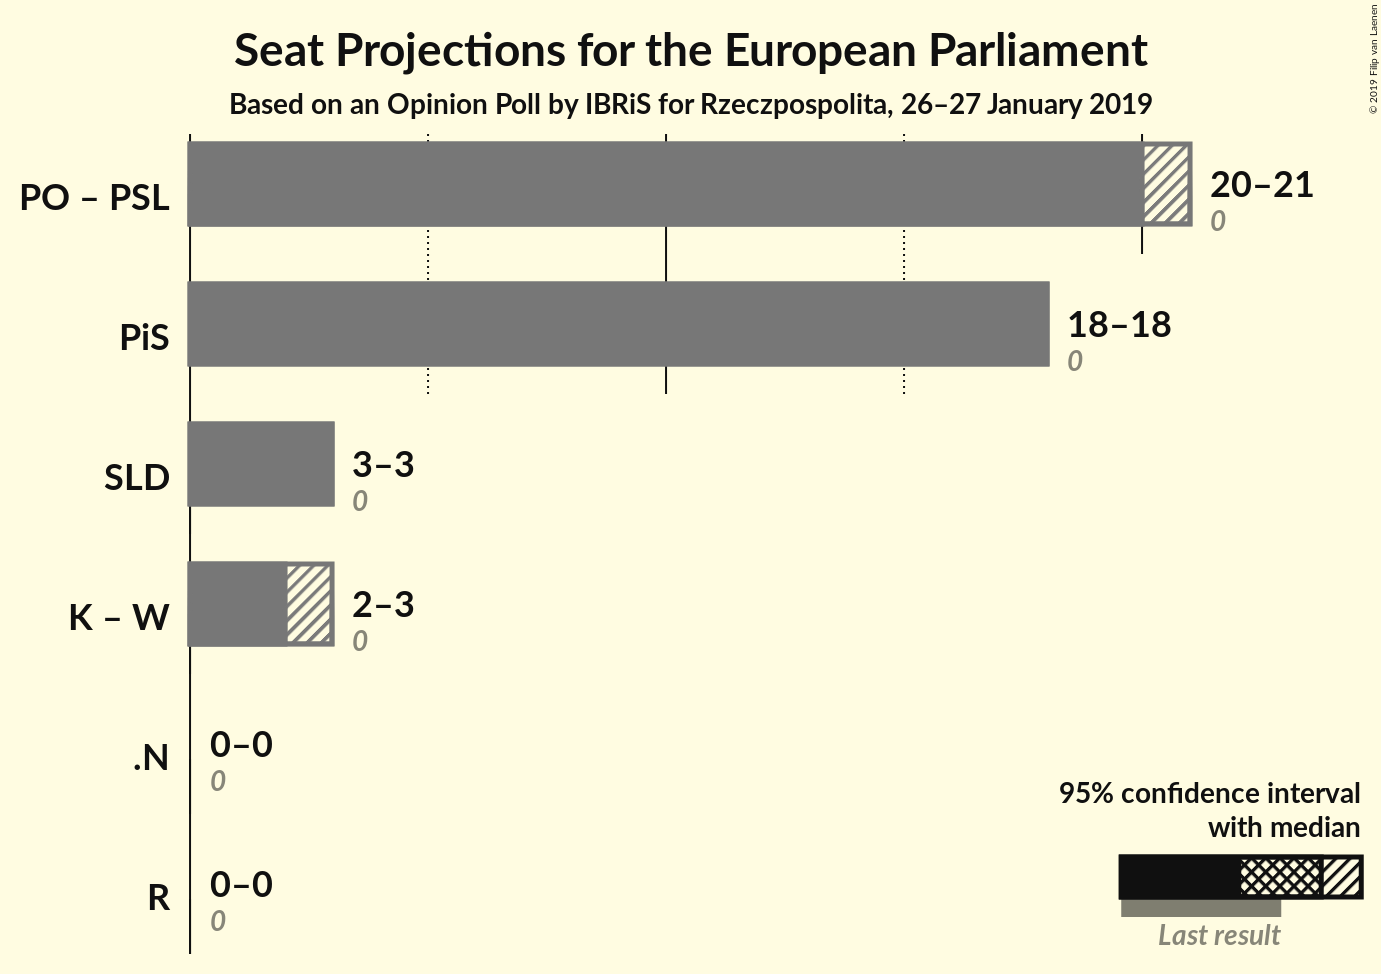 Seat Projections for the European Parliament
Based on an Opinion Poll by IBRiS for Rzeczpospolita, 26–27 January 2019
© 2019 Filip van Laenen
PO – PSL
20–21
0
PiS
18–18
0
SLD
3–3
0
K – W
2–3
0
.N
0–0
0
R
0–0
0
95% confidence interval
with median
Last result